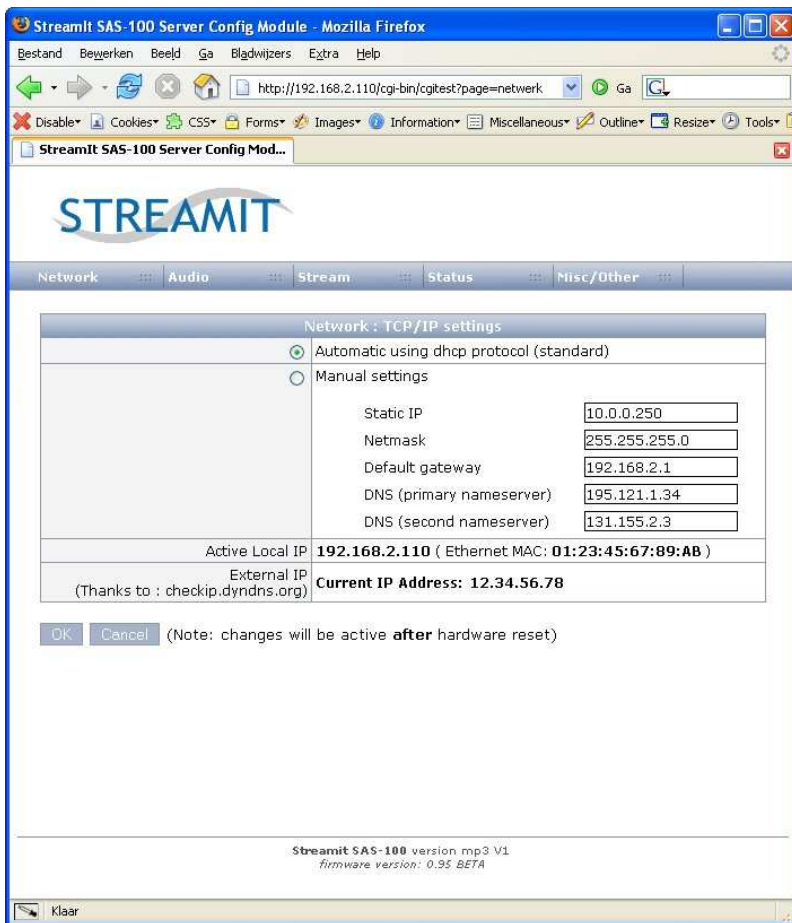 StreamIt SAS-100 Server Config Module - Mozilla Firefox
Bestand Bewerken Beeld Ga Bladwijzers Extra Help
http://192.168.2.110/cgi-bin/cgitest?page=netwerk Ga G
Disable Cookies CSS Forms Images Information Miscellaneous Outline Resize Tools
StreamIt SAS-100 Server Config Mod...
STREAMIT
Network Audio Stream Status Misc/Other
Network : TCP/IP settings
Automatic using dhcp protocol (standard)
Manual settings
Static IP 10.0.0.250
Netmask 255.255.255.0
Default gateway 192.168.2.1
DNS (primary nameserver) 195.121.1.34
DNS (second nameserver) 131.155.2.3
Active Local IP 192.168.2.110 ( Ethernet MAC: 01:23:45:67:89:AB )
External IP
(Thanks to : checkip.dyndns.org) Current IP Address: 12.34.56.78
OK Cancel (Note: changes will be active after hardware reset)
Streamit SAS-100 version mp3 V1
firmware version: 0.95 BETA
Klaar